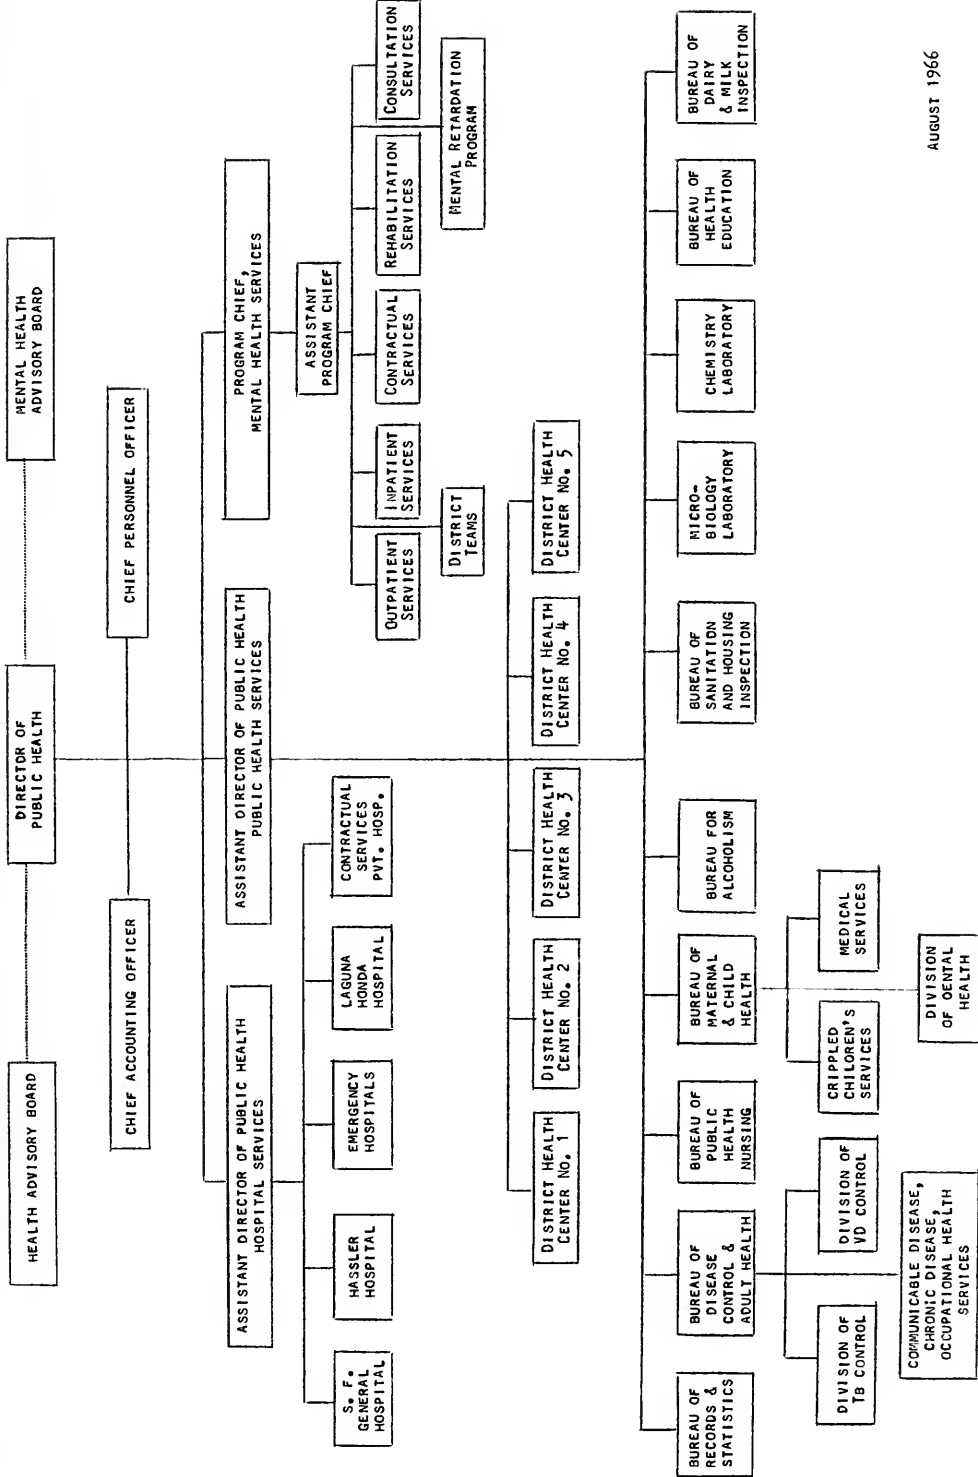 HEALTH ADVISORY BOARD
DIRECTOR OF
PUBLIC HEALTH
MENTAL HEALTH
ADVISORY BOARD
CHIEF ACCOUNTING OFFICER
CHIEF PERSONNEL OFFICER
ASSISTANT DIRECTOR OF PUBLIC HEALTH
HOSPITAL SERVICES
ASSISTANT DIRECTOR OF PUBLIC HEALTH
PUBLIC HEALTH SERVICES
PROGRAM CHIEF,
MENTAL HEALTH SERVICES
ASSISTANT
PROGRAM CHIEF
S. F.
GENERAL
HOSPITAL
HASSLER
HOSPITAL
EMERGENCY
HOSPITALS
LAGUNA
HONDA
HOSPITAL
CONTRACTUAL
SERVICES
PVT. HOSP.
OUTPATIENT
SERVICES
INPATIENT
SERVICES
CONTRACTUAL
SERVICES
REHABILITATION
SERVICES
CONSULTATION
SERVICES
DISTRICT
TEAMS
MENTAL RETARDATION
PROGRAM
DISTRICT HEALTH
CENTER NO. 1
DISTRICT HEALTH
CENTER NO. 2
DISTRICT HEALTH
CENTER NO. 3
DISTRICT HEALTH
CENTER NO. 4
DISTRICT HEALTH
CENTER NO. 5
BUREAU OF
RECORDS &
STATISTICS
BUREAU OF
DISEASE
CONTROL &
ADULT HEALTH
BUREAU OF
PUBLIC
HEALTH
NURSING
BUREAU OF
MATERNAL
& CHILD
HEALTH
BUREAU FOR
ALCOHOLISM
BUREAU OF
SANITATION
AND HOUSING
INSPECTION
MICRO-
BIOLOGY
LABORATORY
CHEMISTRY
LABORATORY
BUREAU OF
HEALTH
EDUCATION
BUREAU OF
DAIRY
& MILK
INSPECTION
DIVISION OF
TB CONTROL
DIVISION OF
VD CONTROL
CRIPPLED
CHILDREN'S
SERVICES
MEDICAL
SERVICES
COMMUNICABLE DISEASE,
CHRONIC DISEASE,
OCCUPATIONAL HEALTH
SERVICES
DIVISION
OF DENTAL
HEALTH
AUGUST 1966